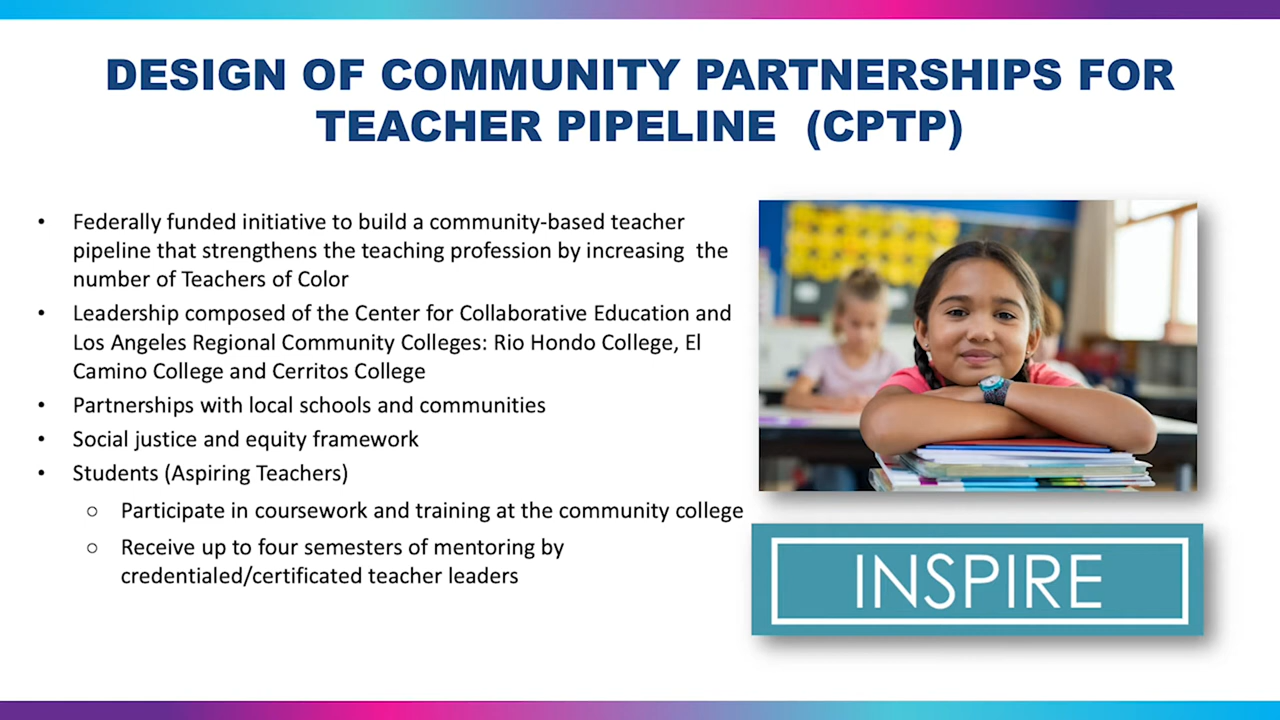 DESIGN OF COMMUNITY PARTNERSHIPS FOR
TEACHER PIPELINE (CPTP)
• Federally funded initiative to build a community-based teacher
pipeline that strengthens the teaching profession by increasing the
number of Teachers of Color
• Leadership composed of the Center for Collaborative Education and
Los Angeles Regional Community Colleges: Rio Hondo College, El
Camino College and Cerritos College
• Partnerships with local schools and communities
• Social justice and equity framework
• Students (Aspiring Teachers)
○ Participate in coursework and training at the community college
○ Receive up to four semesters of mentoring by
credentialed/certificated teacher leaders
INSPIRE